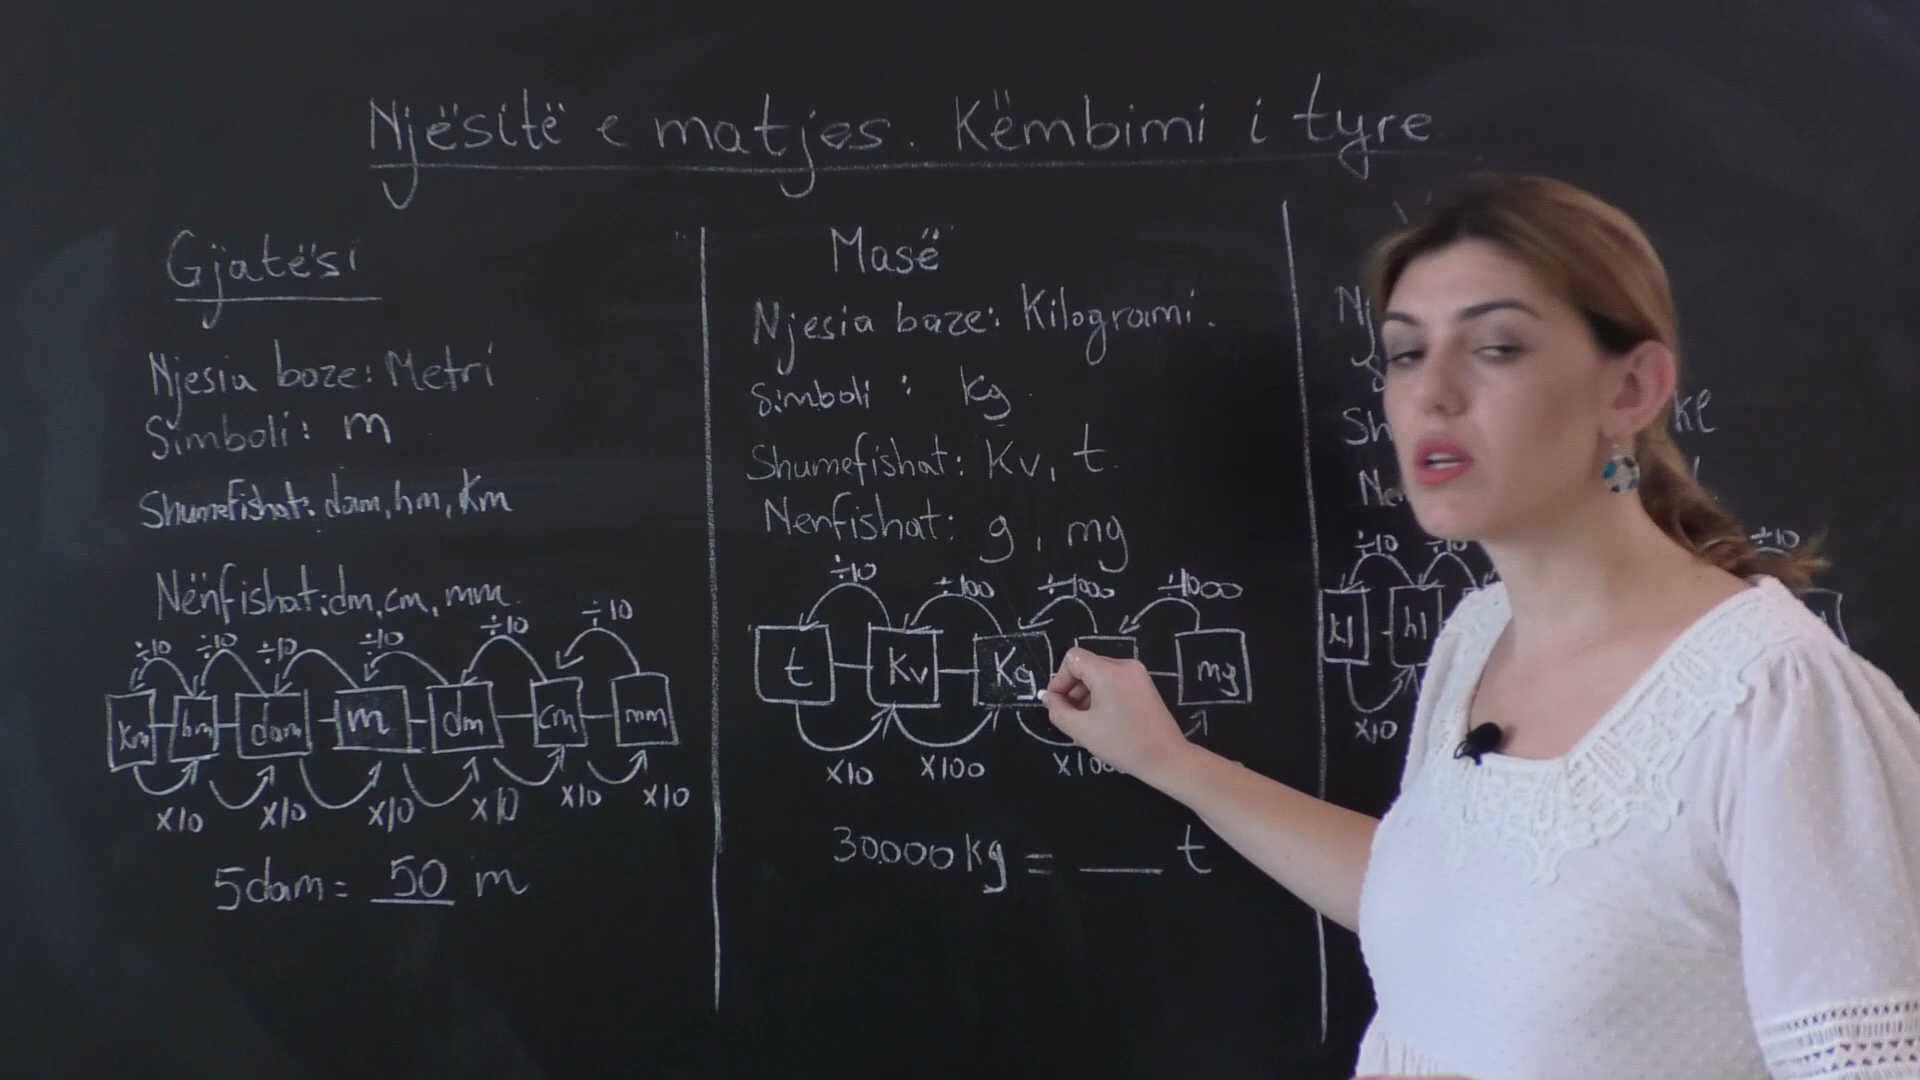 Njësitë e matjes. Këmbimi i tyre
Gjatësi
Njesia baze: Metri
Simboli: m
Shumefishat: dam, hm, Km
Nënfishat: dm, cm, mm.
÷10 ÷10 ÷10 ÷10 ÷10 ÷10
Km hm dam m dm cm mm
x10 x10 x10 x10 x10 x10
5dam = 50 m
Masë
Njesia baze: Kilogrami.
Simboli : kg.
Shumefishat: Kv, t.
Nenfishat: g, mg
÷10 ÷100 ÷1000 ÷1000
t Kv Kg mg
x10 x100
30000 kg = ___ t
÷10 ÷10 ÷10
kl hl
x10